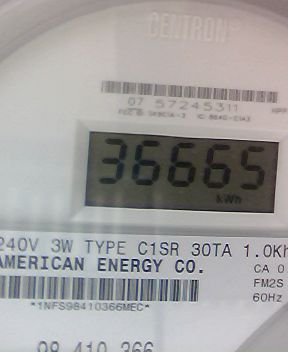 CENTRON®
07 57245311
36665
kWh
240V 3W TYPE C1SR 30TA 1.0Kh
AMERICAN ENERGY CO.
CA 0.
FM2S
60Hz
*1NFS98410366MEC*
98 410 366